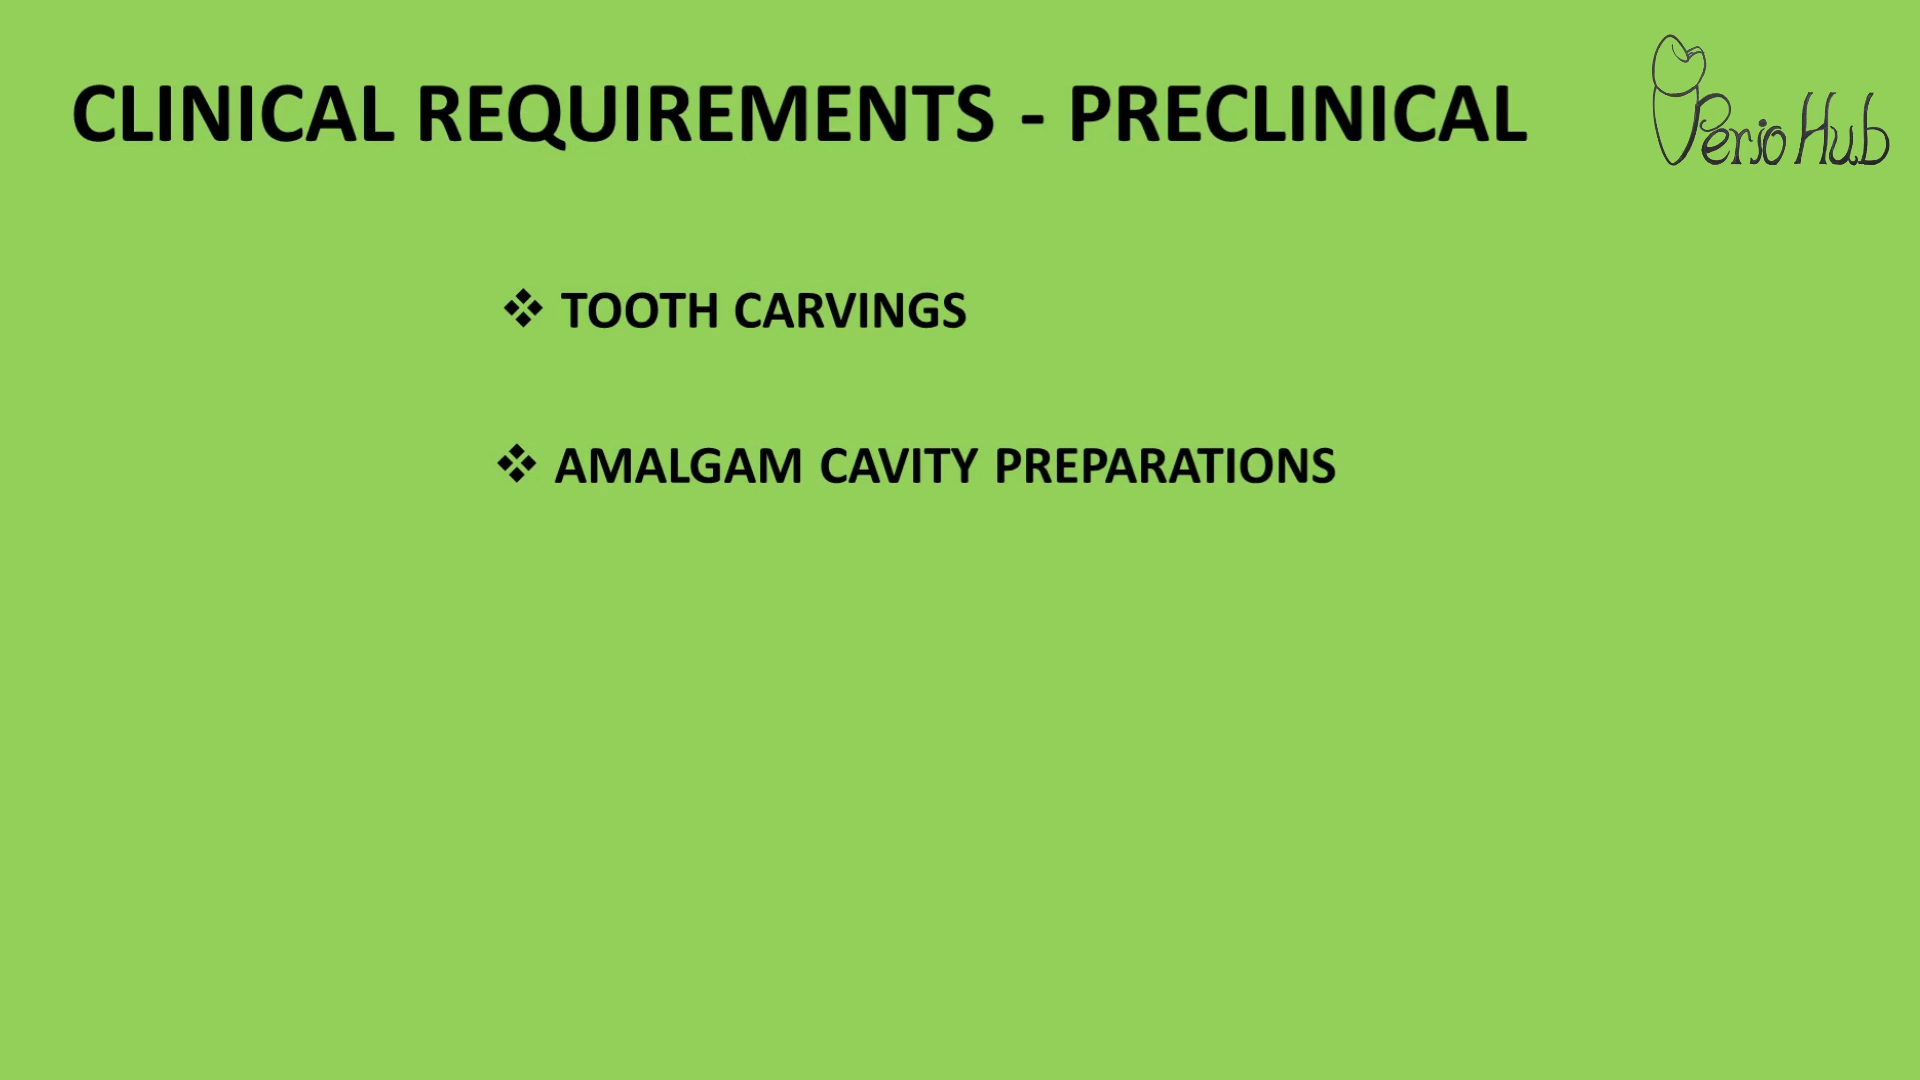 CLINICAL REQUIREMENTS - PRECLINICAL
Perio Hub
❖ TOOTH CARVINGS
❖ AMALGAM CAVITY PREPARATIONS